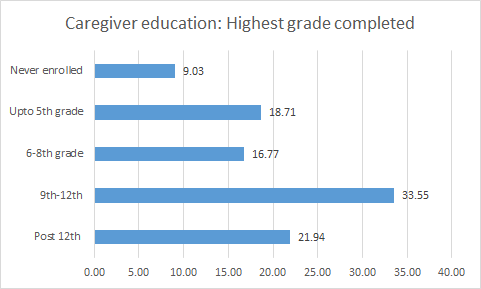 Caregiver education: Highest grade completed
Never enrolled 9.03
Upto 5th grade 18.71
6-8th grade 16.77
9th-12th 33.55
Post 12th 21.94
0.00 5.00 10.00 15.00 20.00 25.00 30.00 35.00 40.00